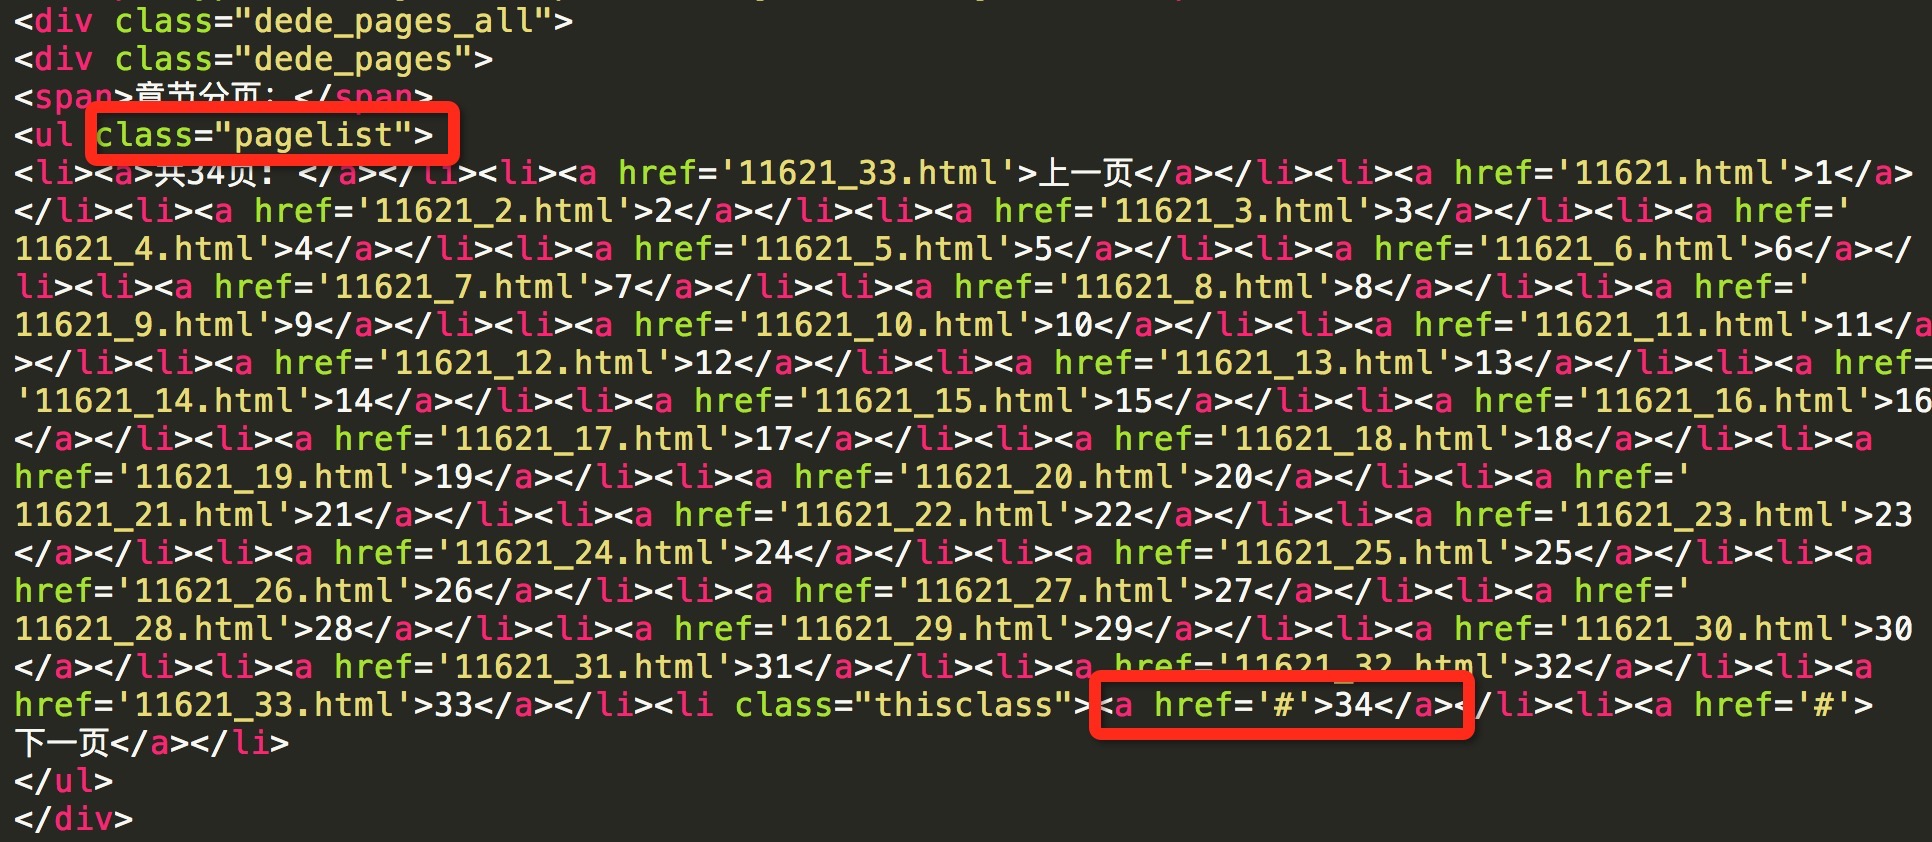 <div class="dede_pages_all">
<div class="dede_pages">
<span>章节分页：</span>
<ul class="pagelist">
<li><a>共34页: </a></li><li><a href='11621_33.html'>上一页</a></li><li><a href='11621.html'>1</a>
</li><li><a href='11621_2.html'>2</a></li><li><a href='11621_3.html'>3</a></li><li><a href='
11621_4.html'>4</a></li><li><a href='11621_5.html'>5</a></li><li><a href='11621_6.html'>6</a></
li><li><a href='11621_7.html'>7</a></li><li><a href='11621_8.html'>8</a></li><li><a href='
11621_9.html'>9</a></li><li><a href='11621_10.html'>10</a></li><li><a href='11621_11.html'>11</a
></li><li><a href='11621_12.html'>12</a></li><li><a href='11621_13.html'>13</a></li><li><a href=
'11621_14.html'>14</a></li><li><a href='11621_15.html'>15</a></li><li><a href='11621_16.html'>16
</a></li><li><a href='11621_17.html'>17</a></li><li><a href='11621_18.html'>18</a></li><li><a
href='11621_19.html'>19</a></li><li><a href='11621_20.html'>20</a></li><li><a href='
11621_21.html'>21</a></li><li><a href='11621_22.html'>22</a></li><li><a href='11621_23.html'>23
</a></li><li><a href='11621_24.html'>24</a></li><li><a href='11621_25.html'>25</a></li><li><a
href='11621_26.html'>26</a></li><li><a href='11621_27.html'>27</a></li><li><a href='
11621_28.html'>28</a></li><li><a href='11621_29.html'>29</a></li><li><a href='11621_30.html'>30
</a></li><li><a href='11621_31.html'>31</a></li><li><a href='11621_32.html'>32</a></li><li><a
href='11621_33.html'>33</a></li><li class="thisclass"><a href='#'>34</a></li><li><a href='#'>
下一页</a></li>
</ul>
</div>